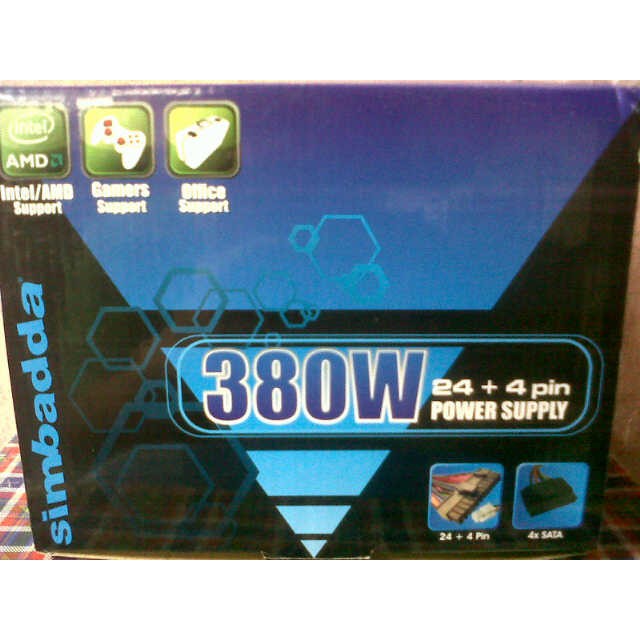 intel
AMD
Intel/AMD
Support
Gamers
Support
Office
Support
simbadda
380W
24 + 4 pin
POWER SUPPLY
24 + 4 Pin
4x SATA